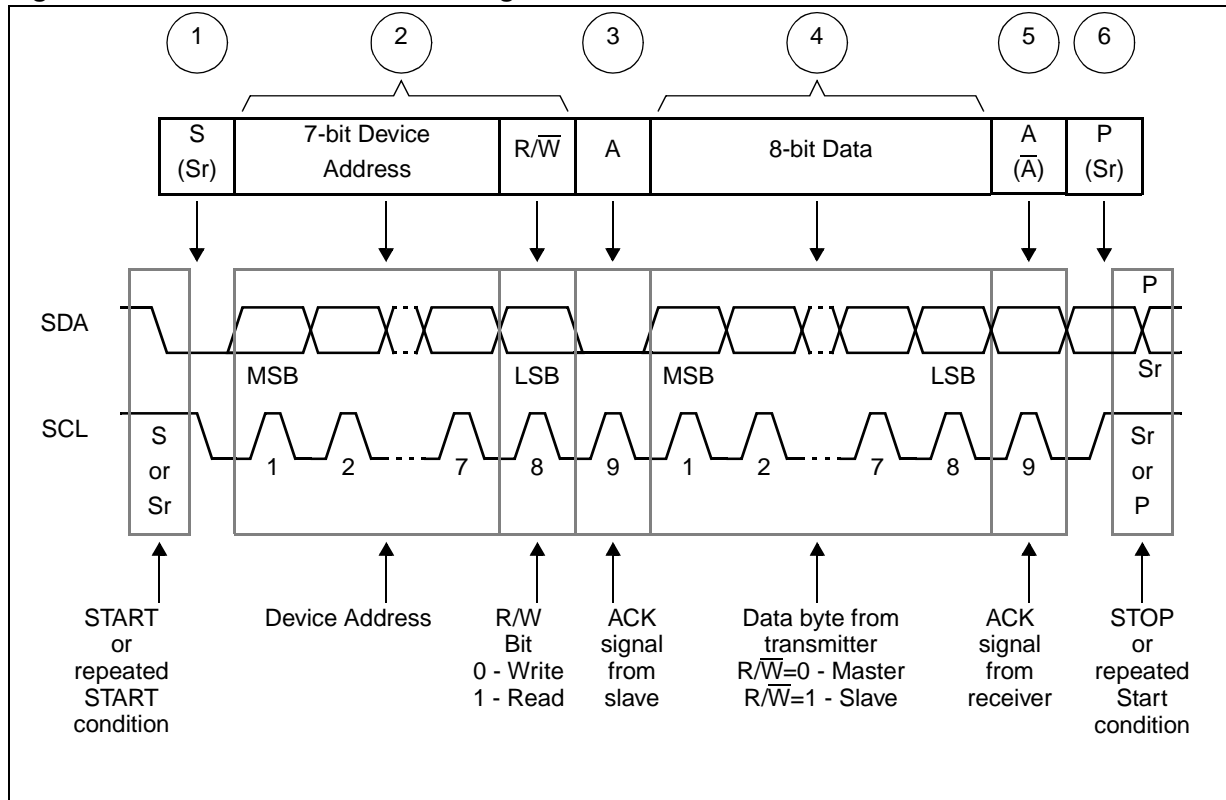 1 2 3 4 5 6
S
(Sr)
7-bit Device
Address
R/W̅
A
8-bit Data
A
(A̅)
P
(Sr)
SDA
MSB LSB MSB LSB
P
Sr
SCL
S
or
Sr
1 2 7 8 9 1 2 7 8 9
Sr
or
P
START
or
repeated
START
condition
Device Address
R/W
Bit
0 - Write
1 - Read
ACK
signal
from
slave
Data byte from
transmitter
R/W̅=0 - Master
R/W̅=1 - Slave
ACK
signal
from
receiver
STOP
or
repeated
Start
condition